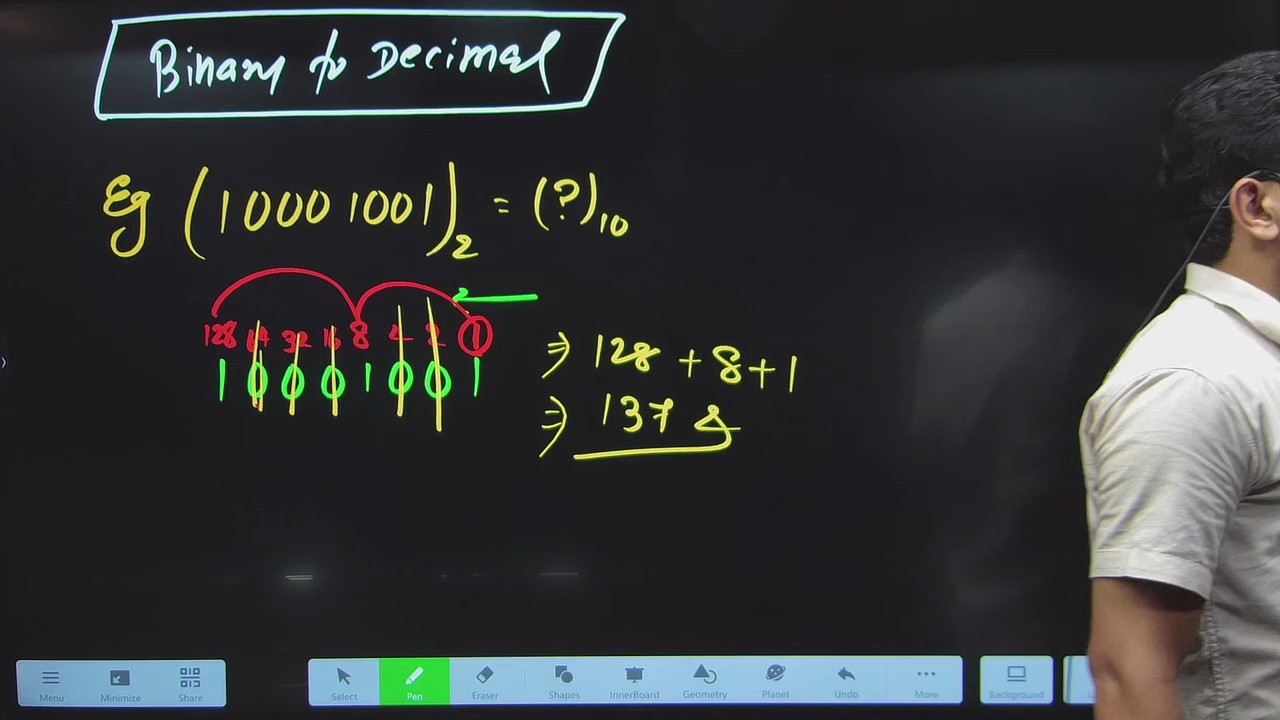 Binary to Decimal
Eg (10001001)2 = (?)10
128 64 32 16 8 4 2 1
1 0 0 0 1 0 0 1
⇒ 128 + 8 + 1
⇒ 137
Menu Minimize Share Select Pen Eraser Shapes InnerBoard Geometry Planet Undo More Background